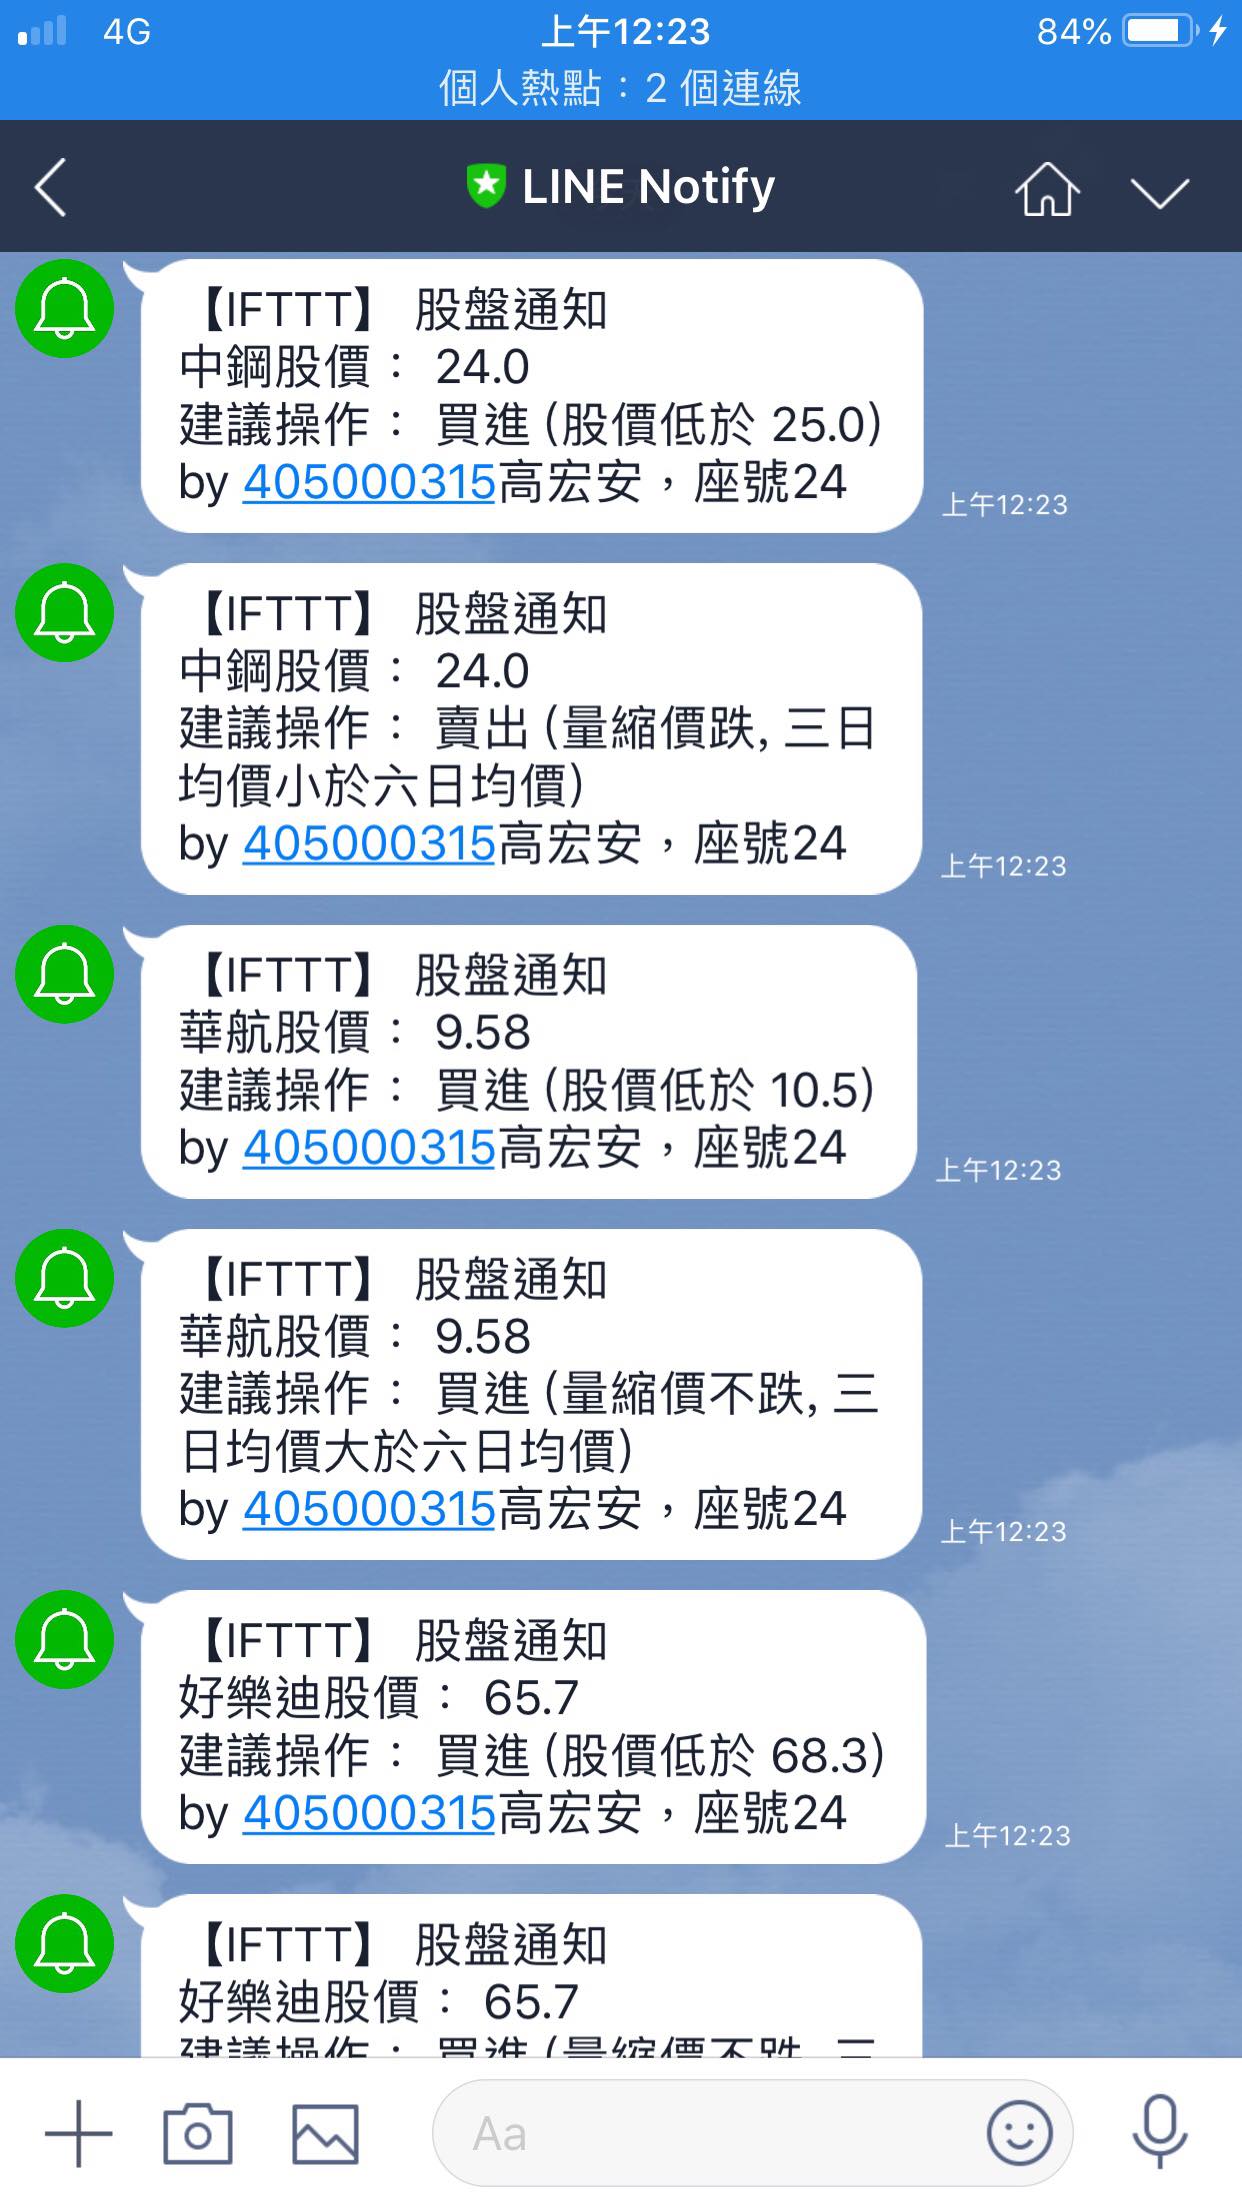 4G 上午12:23 84%
個人熱點：2 個連線
LINE Notify
【IFTTT】 股盤通知
中鋼股價： 24.0
建議操作： 買進 (股價低於 25.0)
by 405000315高宏安，座號24
上午12:23
【IFTTT】 股盤通知
中鋼股價： 24.0
建議操作： 賣出 (量縮價跌, 三日
均價小於六日均價)
by 405000315高宏安，座號24
上午12:23
【IFTTT】 股盤通知
華航股價： 9.58
建議操作： 買進 (股價低於 10.5)
by 405000315高宏安，座號24
上午12:23
【IFTTT】 股盤通知
華航股價： 9.58
建議操作： 買進 (量縮價不跌, 三
日均價大於六日均價)
by 405000315高宏安，座號24
上午12:23
【IFTTT】 股盤通知
好樂迪股價： 65.7
建議操作： 買進 (股價低於 68.3)
by 405000315高宏安，座號24
上午12:23
【IFTTT】 股盤通知
好樂迪股價： 65.7
建議操作： 買進 (量縮價不跌, 三
Aa